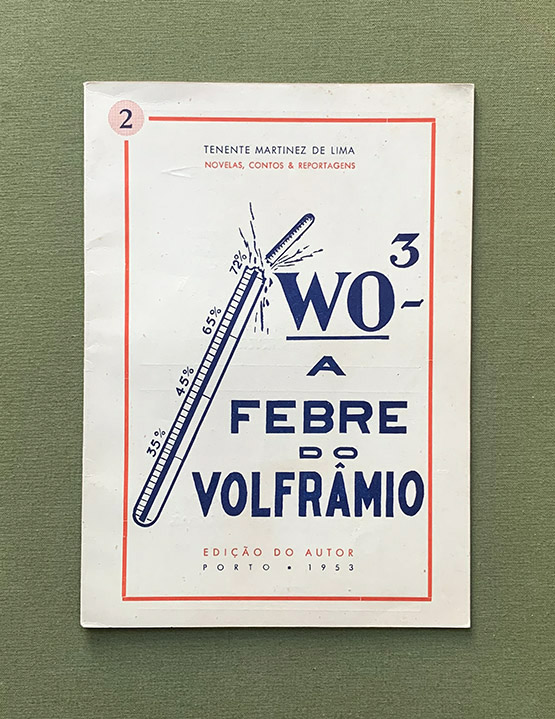 2
TENENTE MARTINEZ DE LIMA
NOVELAS, CONTOS & REPORTAGENS
72%
65%
45%
35%
WO3-
A
FEBRE
DO
VOLFRÂMIO
EDIÇÃO DO AUTOR
PORTO • 1953